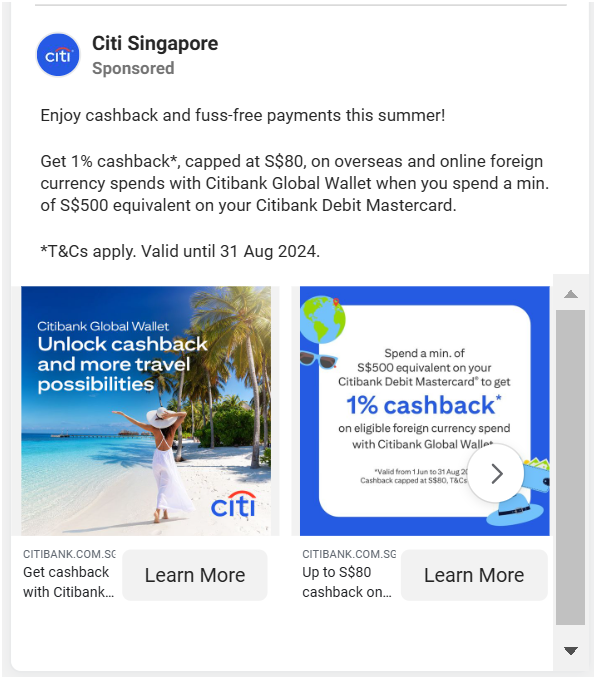 citi
Citi Singapore
Sponsored
Enjoy cashback and fuss-free payments this summer!
Get 1% cashback*, capped at S$80, on overseas and online foreign
currency spends with Citibank Global Wallet when you spend a min.
of S$500 equivalent on your Citibank Debit Mastercard.
*T&Cs apply. Valid until 31 Aug 2024.
Citibank Global Wallet
Unlock cashback
and more travel
possibilities
citi
Spend a min. of
S$500 equivalent on your
Citibank Debit Mastercard® to get
1% cashback*
on eligible foreign currency spend
with Citibank Global Wallet
*Valid from 1 Jun to 31 Aug
Cashback capped at S$80, T&Cs
CITIBANK.COM.SG
Get cashback
with Citibank...
Learn More
CITIBANK.COM.SG
Up to S$80
cashback on...
Learn More